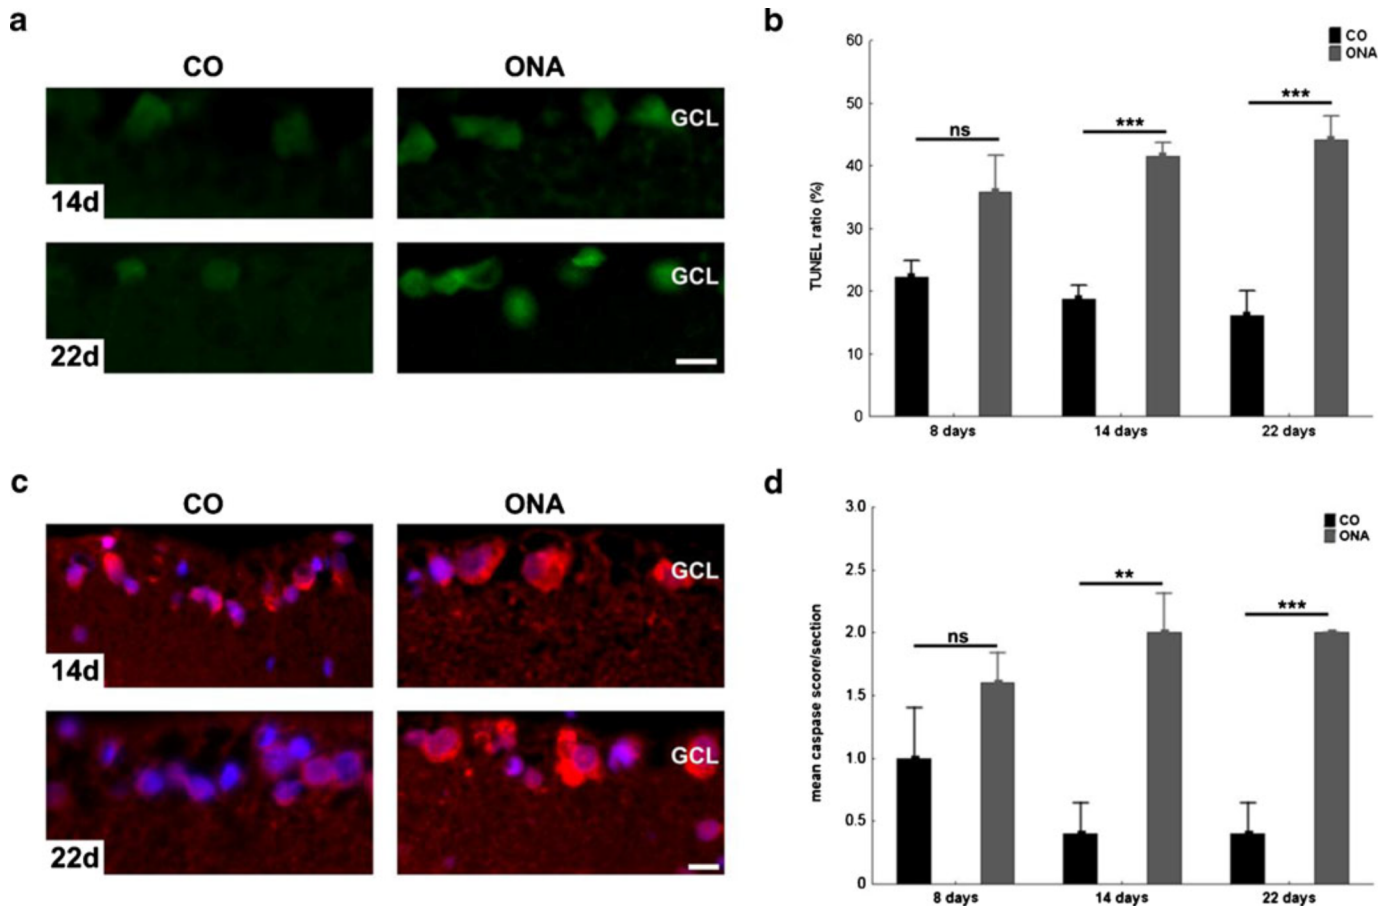 a
CO
ONA
GCL
14d
GCL
22d
b
CO
ONA
60
50
40
30
20
10
0
TUNEL ratio (%)
ns
***
***
8 days
14 days
22 days
c
CO
ONA
GCL
14d
GCL
22d
d
CO
ONA
3.0
2.5
2.0
1.5
1.0
0.5
0
mean caspase score/section
ns
**
***
8 days
14 days
22 days